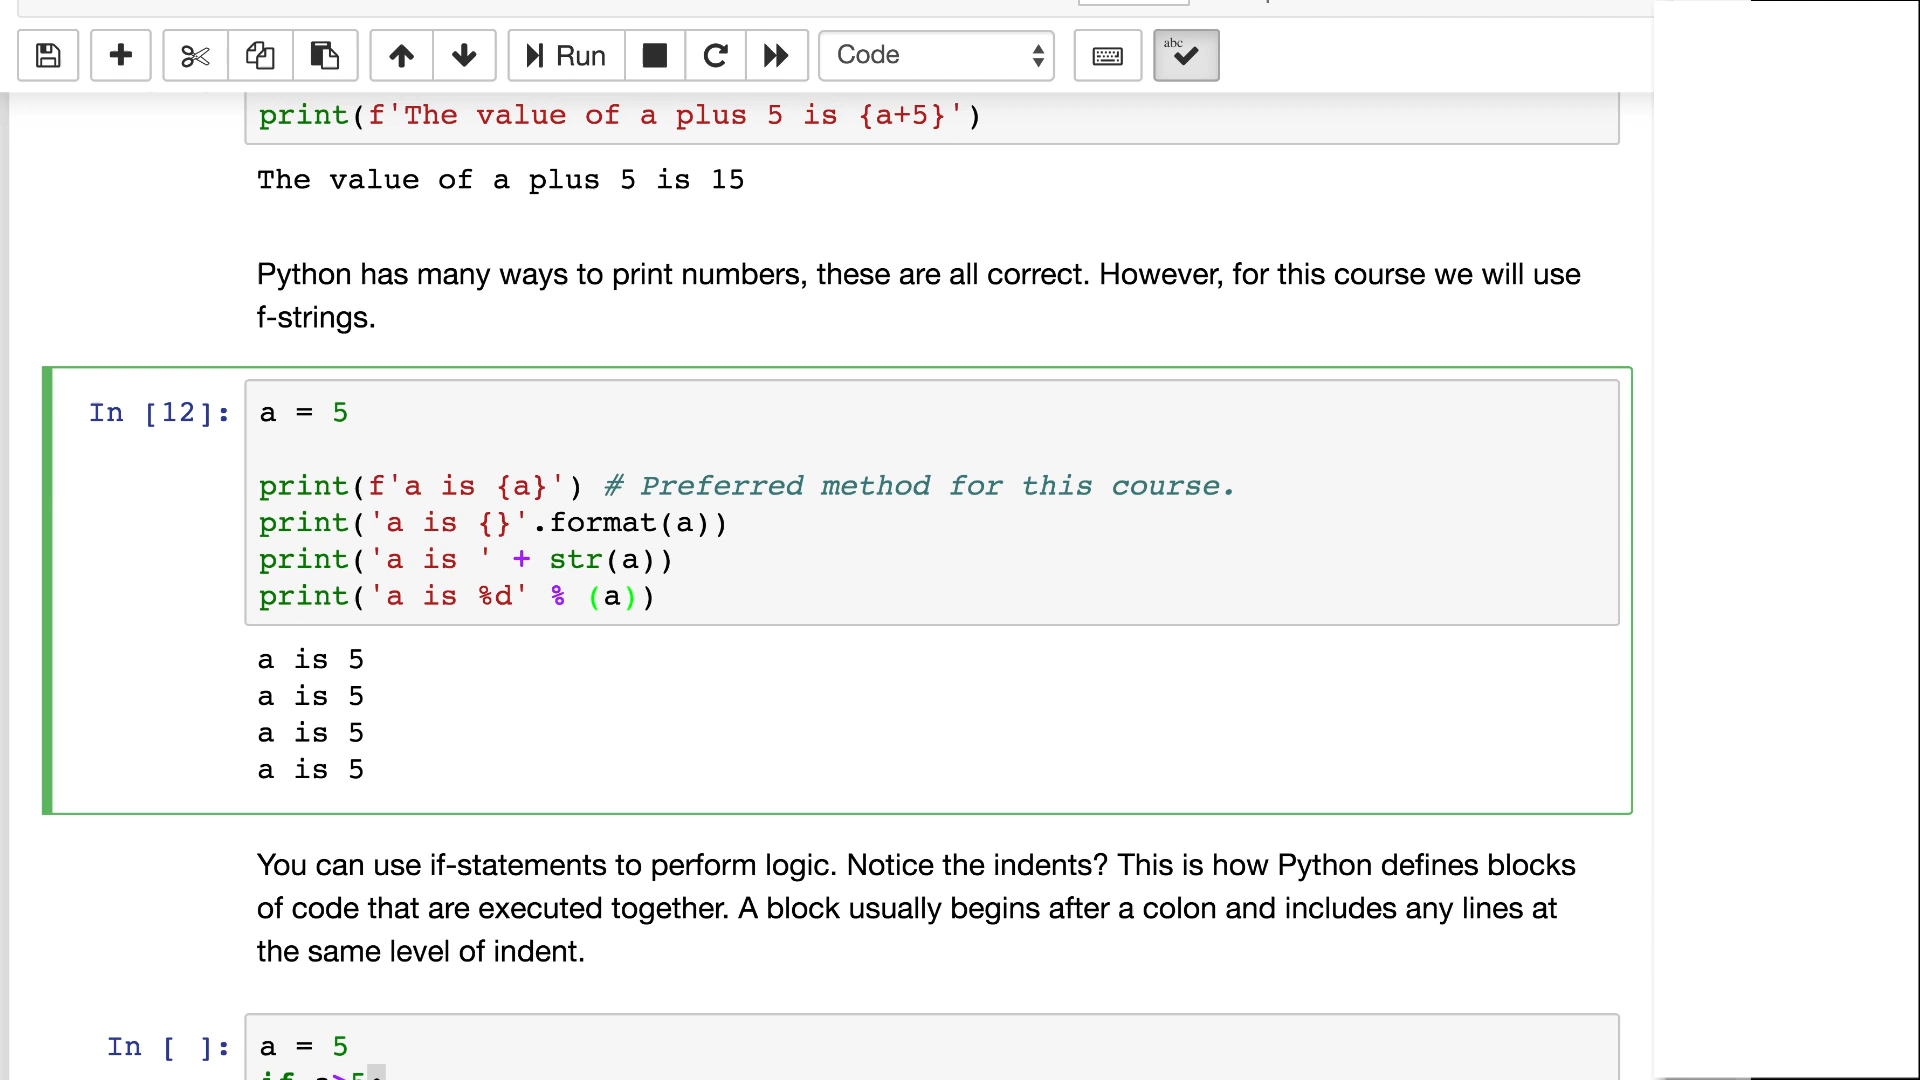 Run
Code
abc
print(f'The value of a plus 5 is {a+5}')
The value of a plus 5 is 15
Python has many ways to print numbers, these are all correct. However, for this course we will use
f-strings.
In [12]:
a = 5
print(f'a is {a}') # Preferred method for this course.
print('a is {}'.format(a))
print('a is ' + str(a))
print('a is %d' % (a))
a is 5
a is 5
a is 5
a is 5
You can use if-statements to perform logic. Notice the indents? This is how Python defines blocks
of code that are executed together. A block usually begins after a colon and includes any lines at
the same level of indent.
In [ ]:
a = 5